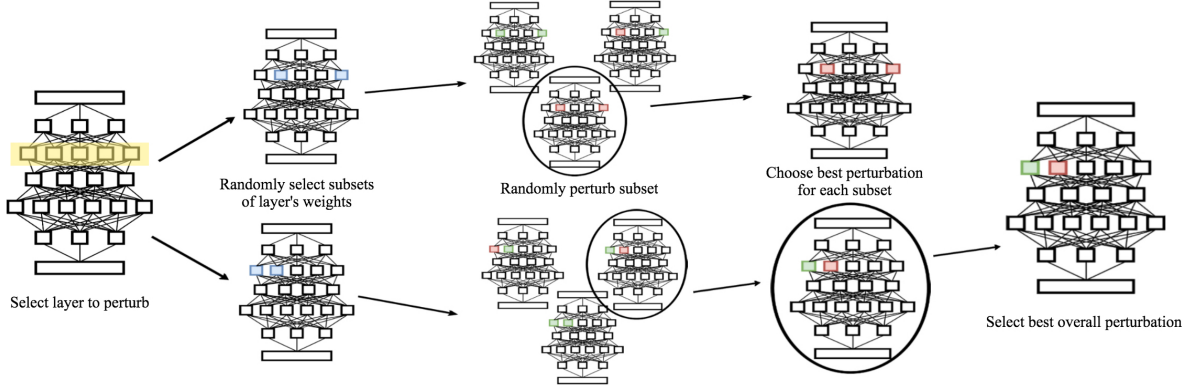 Select layer to perturb
Randomly select subsets
of layer's weights
Randomly perturb subset
Choose best perturbation
for each subset
Select best overall perturbation